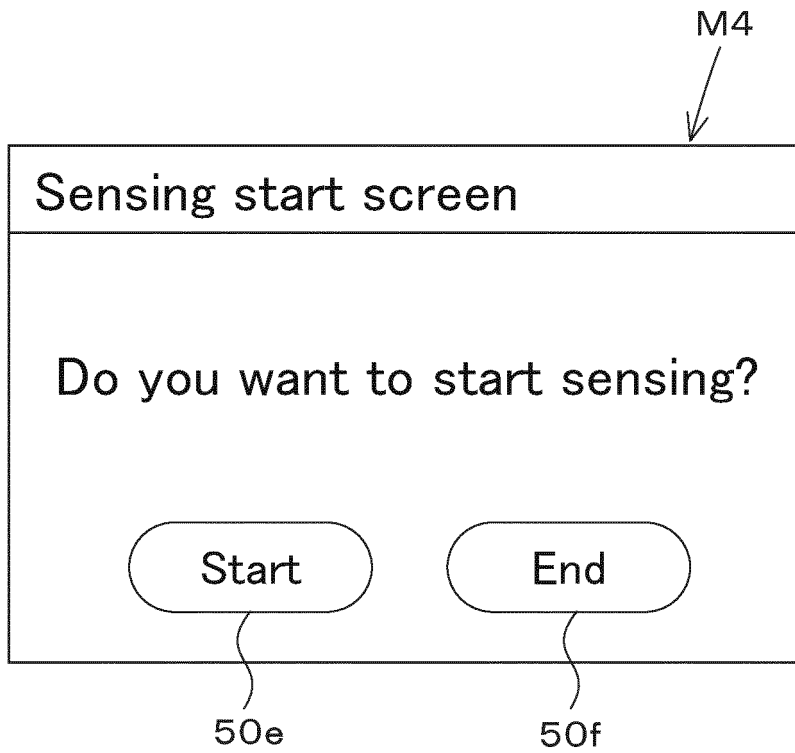 M4
Sensing start screen
Do you want to start sensing?
Start End
50e 50f